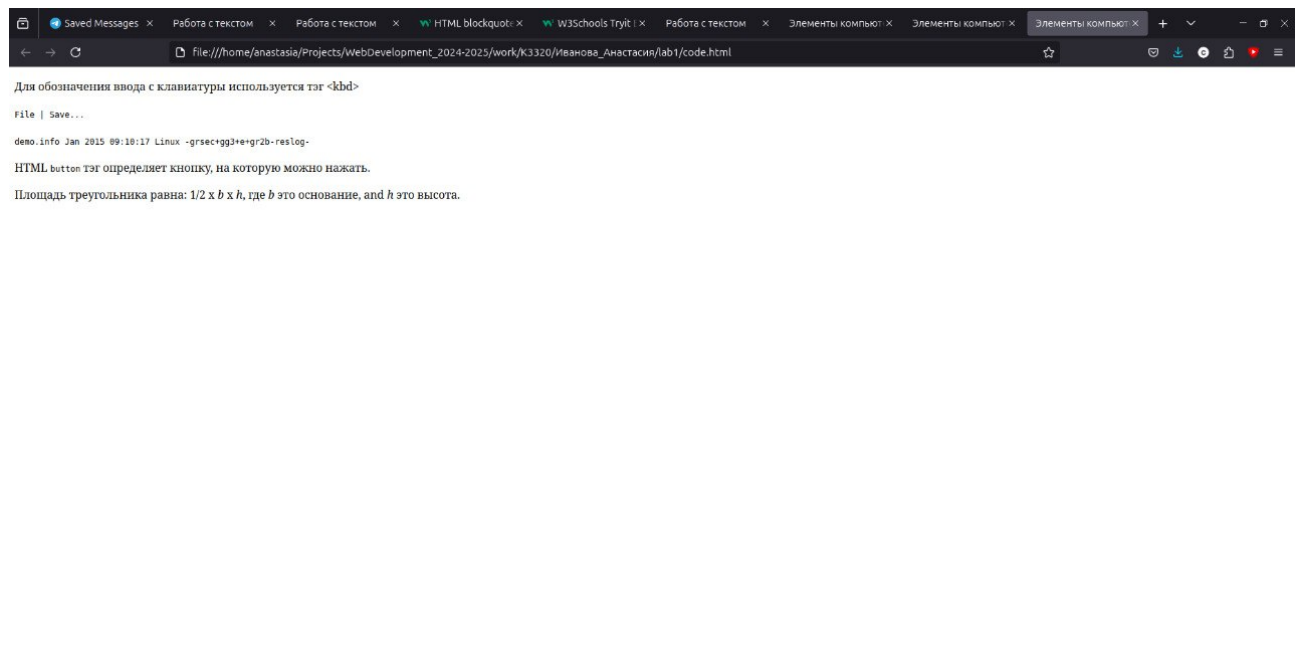 Saved Messages
Работа с текстом
Работа с текстом
HTML blockquote
W3Schools Tryit
Работа с текстом
Элементы компьют
Элементы компьют
Элементы компьют
file:///home/anastasia/Projects/WebDevelopment_2024-2025/work/K3320/Иванова_Анастасия/lab1/code.html
Для обозначения ввода с клавиатуры используется тэг <kbd>
File | Save...
demo.info Jan 2015 09:10:17 Linux -grsec+gg3+e+gr2b-reslog-
HTML button тэг определяет кнопку, на которую можно нажать.
Площадь треугольника равна: 1/2 x b x h, где b это основание, and h это высота.